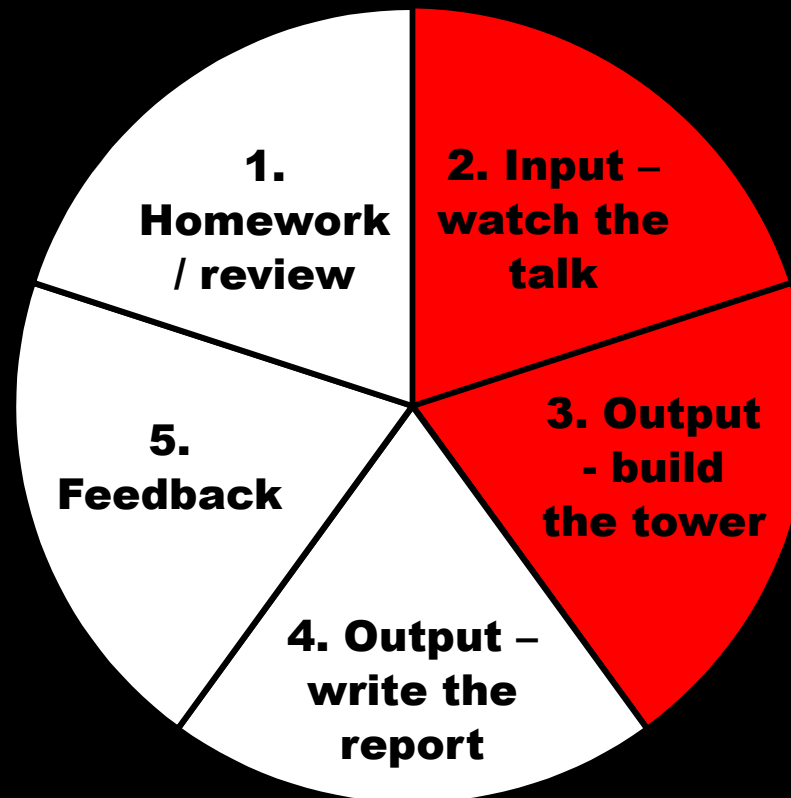 1.
Homework
/ review
2. Input –
watch the
talk
3. Output
- build
the tower
4. Output –
write the
report
5.
Feedback